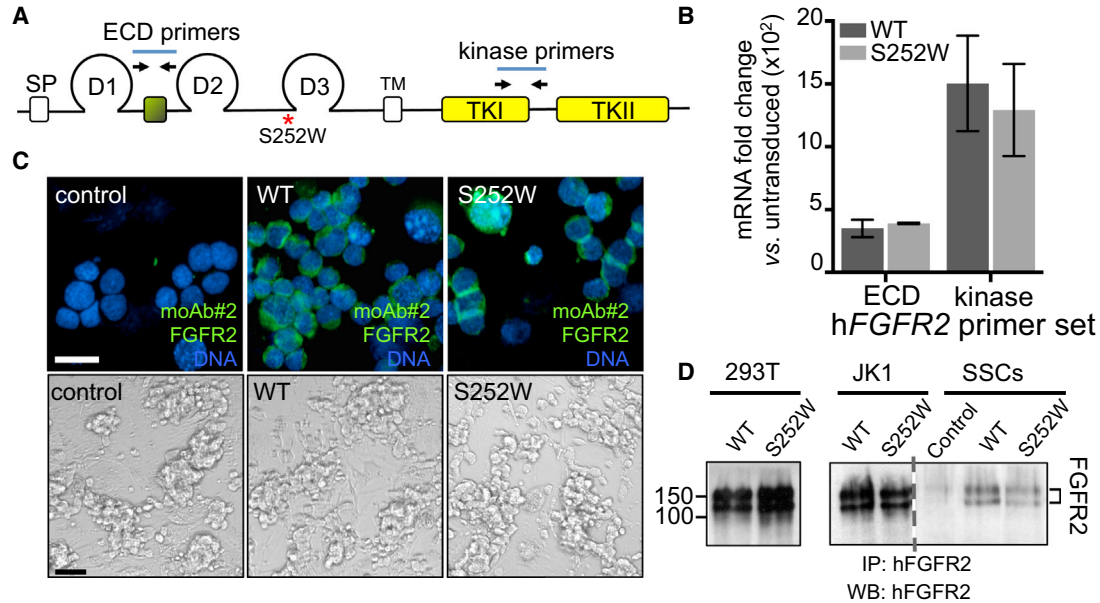 A
ECD primers
kinase primers
SP
D1
D2
D3
TM
TKI
TKII
*
S252W
B
WT
S252W
mRNA fold change
vs. untransduced (x10²)
20
15
10
5
0
ECD
kinase
hFGFR2 primer set
C
control
moAb#2
FGFR2
DNA
WT
moAb#2
FGFR2
DNA
S252W
moAb#2
FGFR2
DNA
control
WT
S252W
D
293T
JK1
SSCs
WT
S252W
WT
S252W
Control
WT
S252W
150
100
FGFR2
IP: hFGFR2
WB: hFGFR2